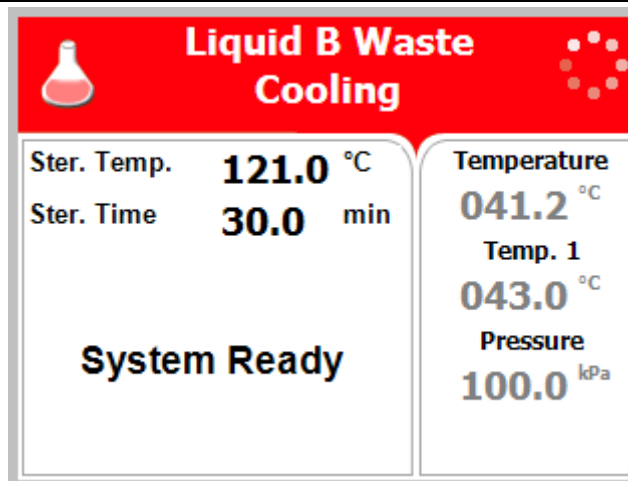 Liquid B Waste
Cooling
Ster. Temp. 121.0 °C
Ster. Time 30.0 min
System Ready
Temperature
041.2 °C
Temp. 1
043.0 °C
Pressure
100.0 kPa